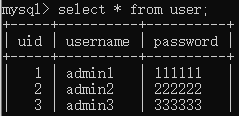 mysql> select * from user;
| uid | username | password |
| 1 | admin1 | 111111
| 2 | admin2 | 222222
| 3 | admin3 | 333333